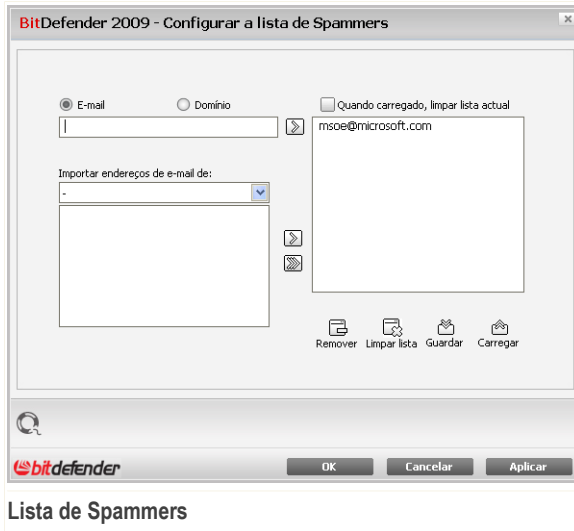 BitDefender 2009 - Configurar a lista de Spammers
E-mail
Domínio
Quando carregado, limpar lista actual
msoe@microsoft.com
Importar endereços de e-mail de:
-
Remover
Limpar lista
Guardar
Carregar
bitdefender
OK
Cancelar
Aplicar
Lista de Spammers